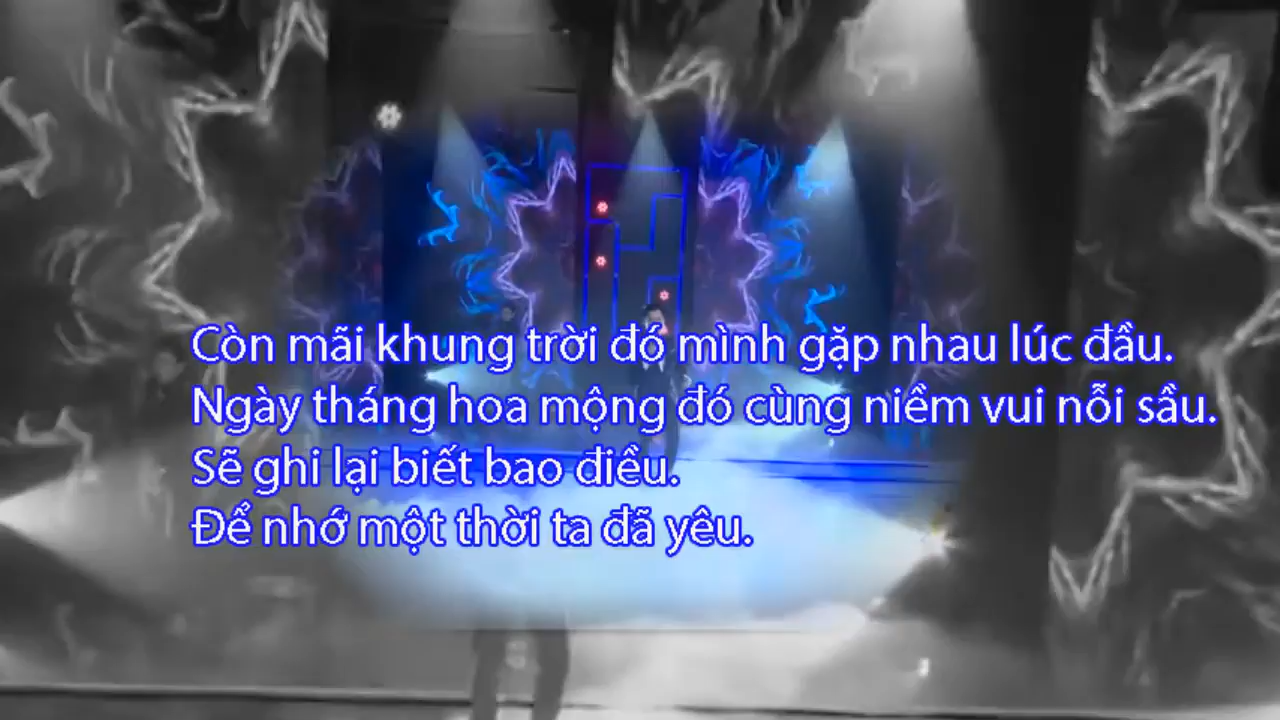 Còn mãi khung trời đó mình gặp nhau lúc đầu.
Ngày tháng hoa mộng đó cùng niềm vui nỗi sầu.
Sẽ ghi lại biết bao điều.
Để nhớ một thời ta đã yêu.